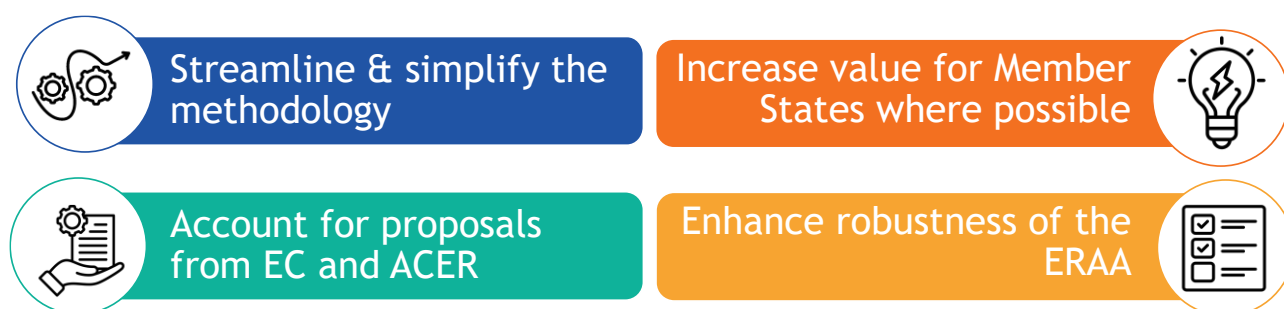 Streamline & simplify the
methodology
Increase value for Member
States where possible
Account for proposals
from EC and ACER
Enhance robustness of the
ERAA